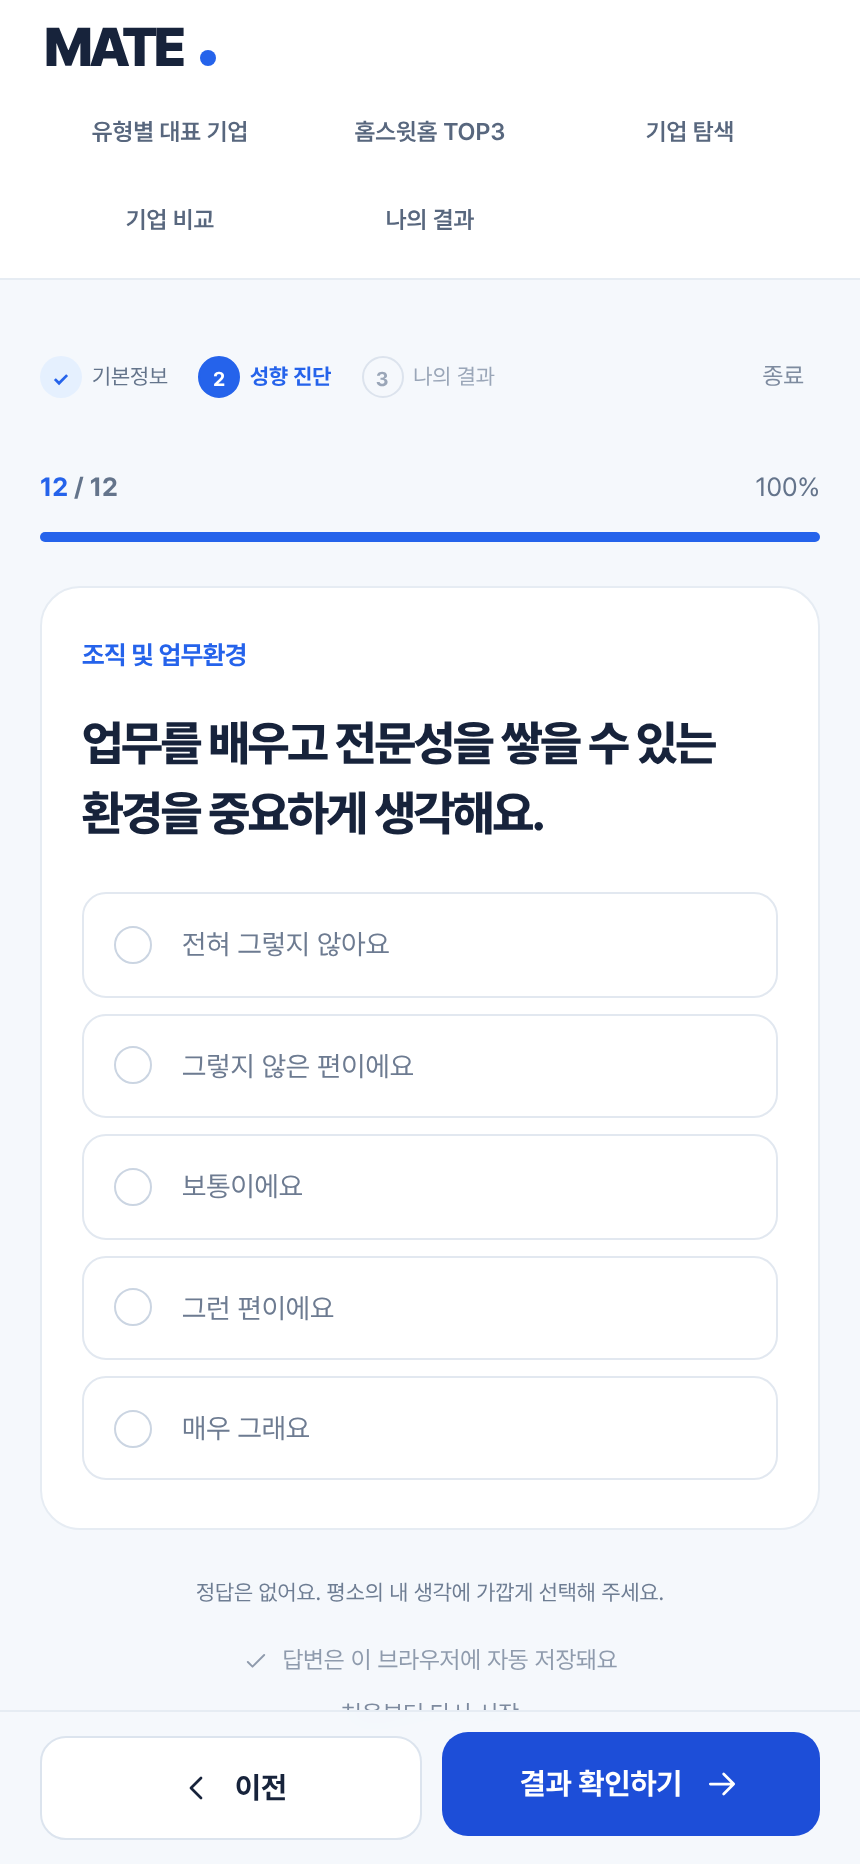 MATE
유형별 대표 기업
홈스윗홈 TOP3
기업 탐색
기업 비교
나의 결과
기본정보
2 성향 진단
3 나의 결과
종료
12 / 12
100%
조직 및 업무환경
업무를 배우고 전문성을 쌓을 수 있는
환경을 중요하게 생각해요.
전혀 그렇지 않아요
그렇지 않은 편이에요
보통이에요
그런 편이에요
매우 그래요
정답은 없어요. 평소의 내 생각에 가깝게 선택해 주세요.
답변은 이 브라우저에 자동 저장돼요
이전
결과 확인하기